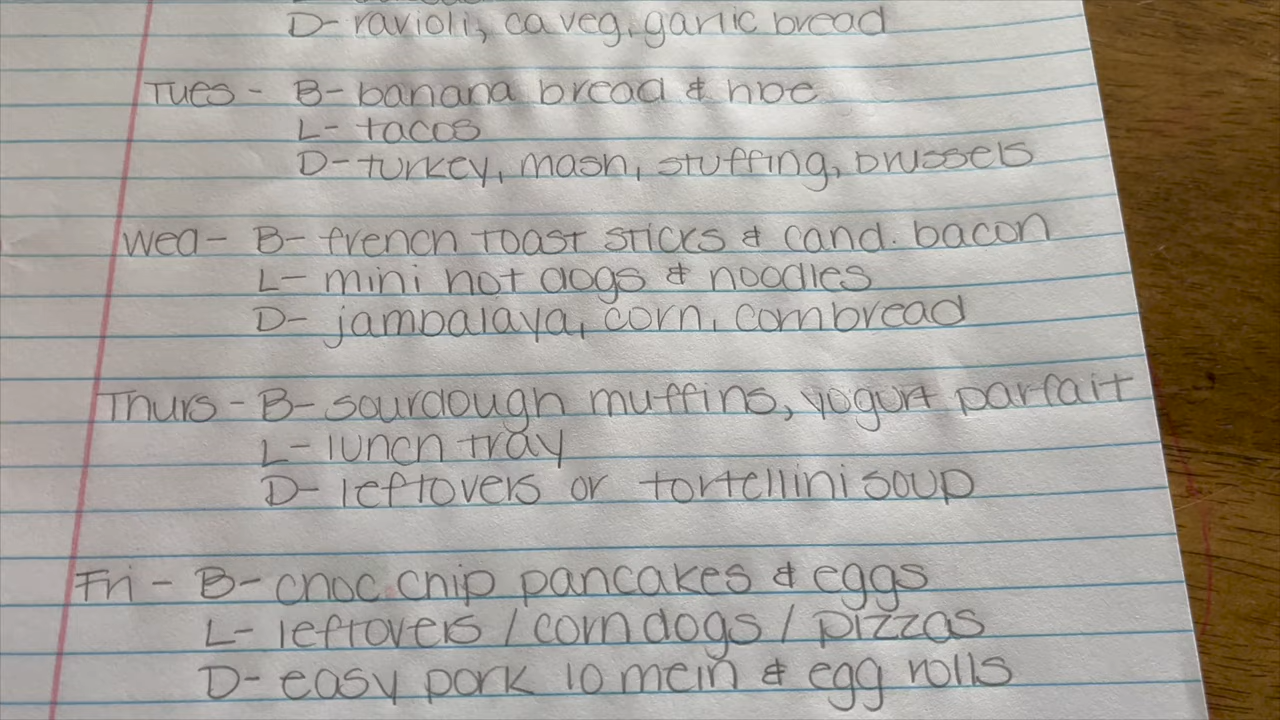 D- ravioli, ca veg, garlic bread
Tues - B- banana bread & hbe
L- tacos
D- turkey, mash, stuffing, brussels
Wed - B- french toast sticks & cand. bacon
L- mini hot dogs & noodles
D- jambalaya, corn, cornbread
Thurs - B- sourdough muffins, yogurt parfait
L- lunch tray
D- leftovers or tortellini soup
Fri - B- choc chip pancakes & eggs
L- leftovers / corn dogs / pizzas
D- easy pork lo mein & egg rolls